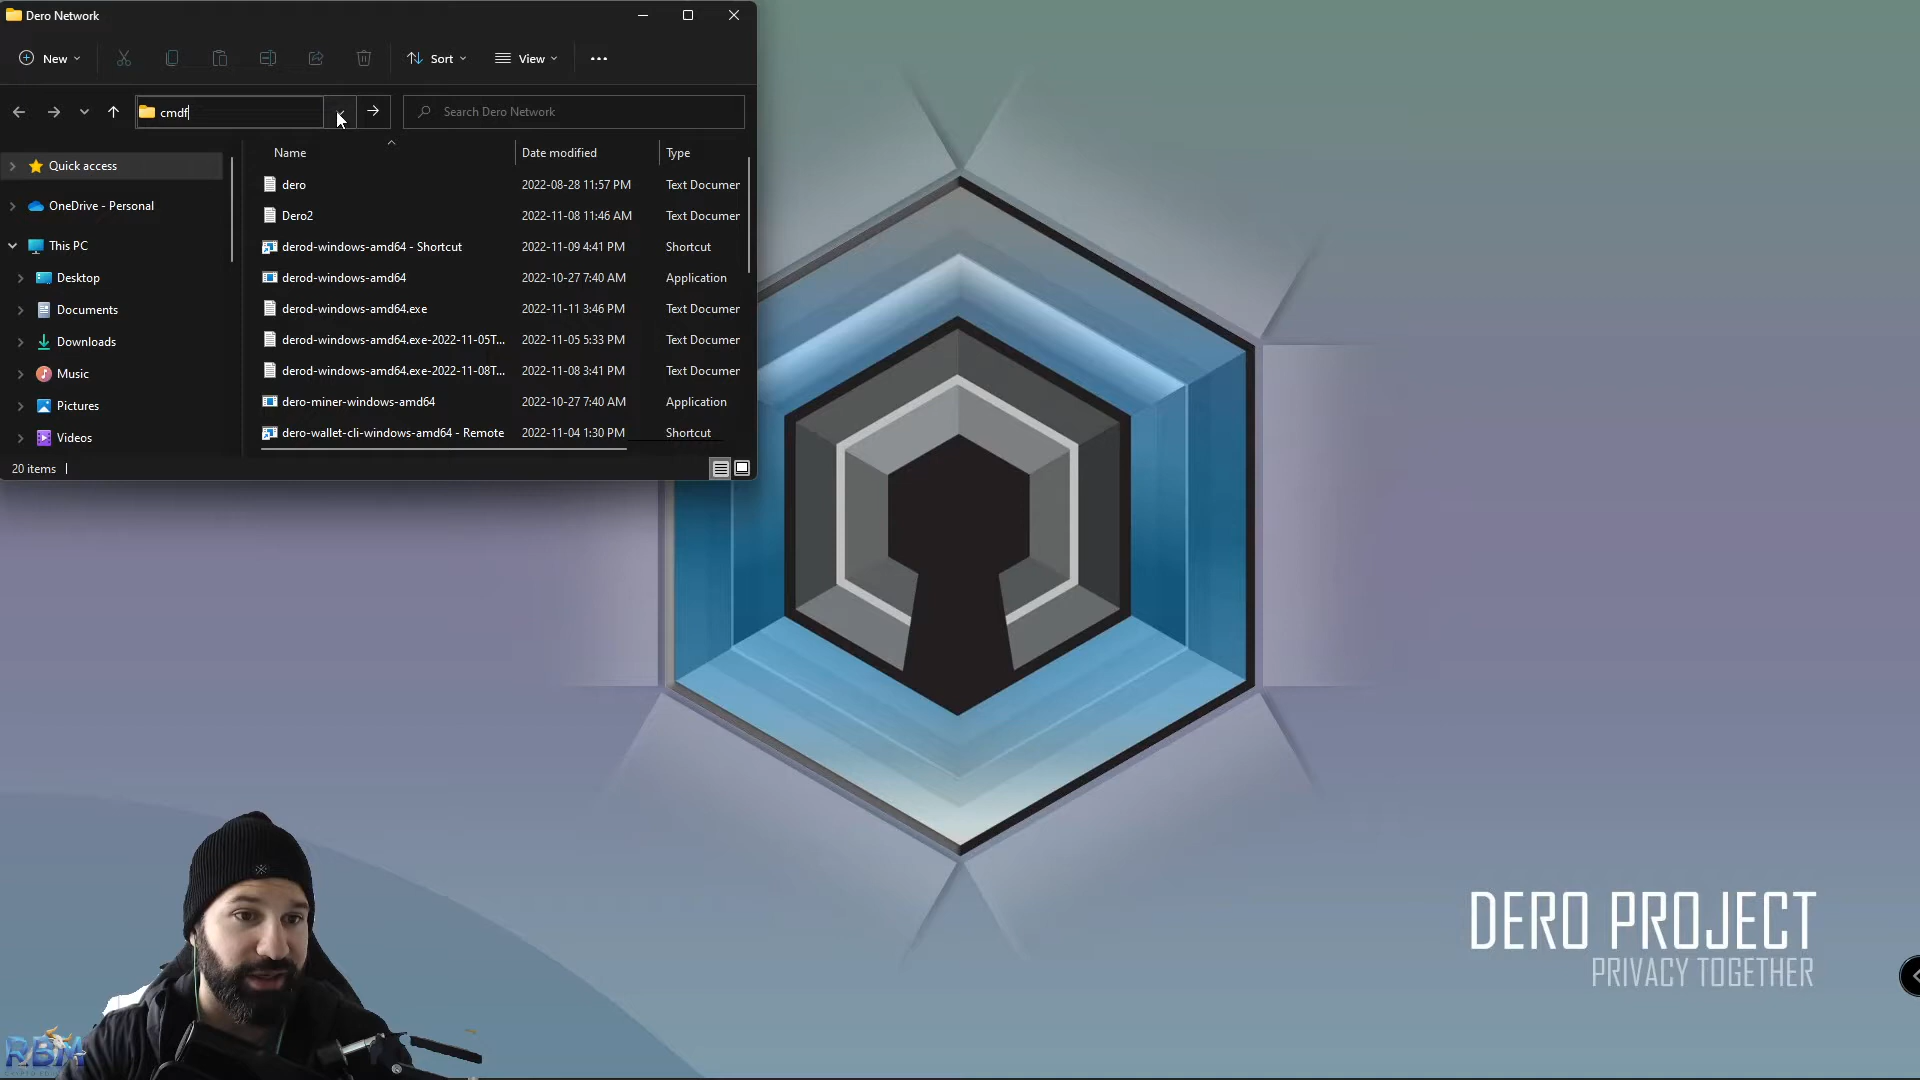 Dero Network
New
Sort
View
cmdf
Search Dero Network
Name Date modified Type
Quick access
OneDrive - Personal
This PC
Desktop
Documents
Downloads
Music
Pictures
Videos
dero 2022-08-28 11:57 PM Text Documer
Dero2 2022-11-08 11:46 AM Text Documer
derod-windows-amd64 - Shortcut 2022-11-09 4:41 PM Shortcut
derod-windows-amd64 2022-10-27 7:40 AM Application
derod-windows-amd64.exe 2022-11-11 3:46 PM Text Documer
derod-windows-amd64.exe-2022-11-05T... 2022-11-05 5:33 PM Text Documer
derod-windows-amd64.exe-2022-11-08T... 2022-11-08 3:41 PM Text Documer
dero-miner-windows-amd64 2022-10-27 7:40 AM Application
dero-wallet-cli-windows-amd64 - Remote 2022-11-04 1:30 PM Shortcut
20 items
DERO PROJECT
PRIVACY TOGETHER
RBM